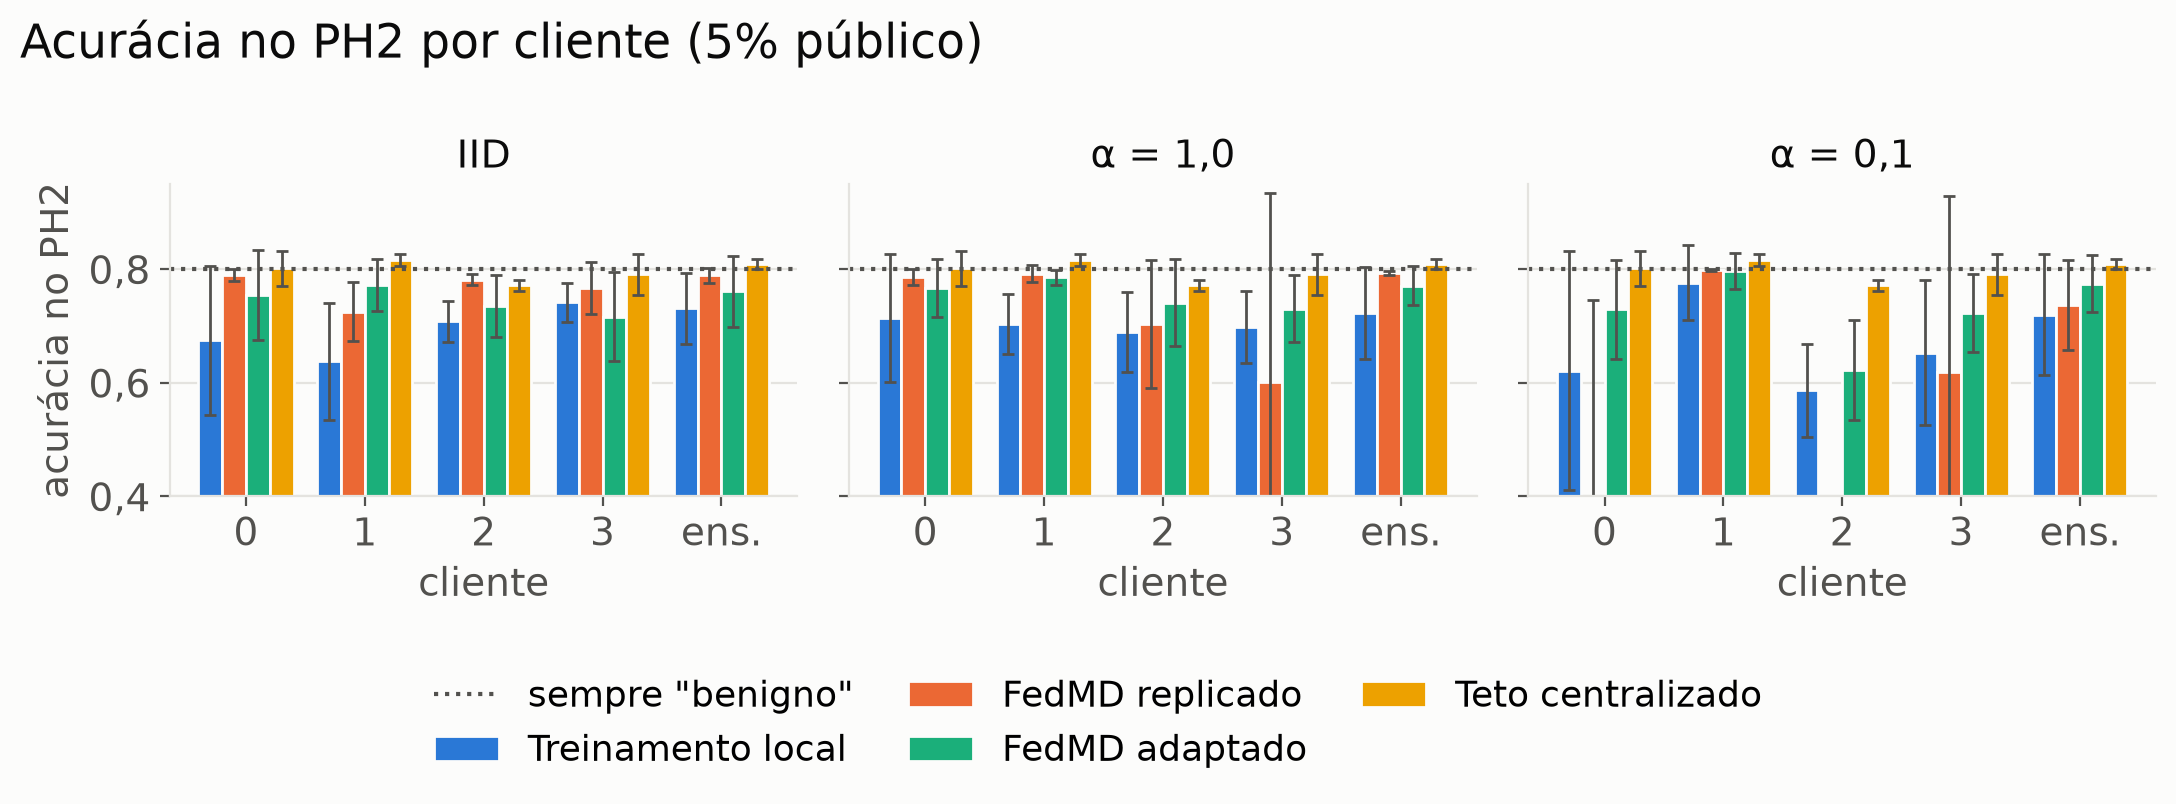 Acurácia no PH2 por cliente (5% público)
IID
α = 1,0
α = 0,1
acurácia no PH2
0,8
0,6
0,4
0 1 2 3 ens.
0 1 2 3 ens.
0 1 2 3 ens.
cliente
cliente
cliente
sempre "benigno"
Treinamento local
FedMD replicado
FedMD adaptado
Teto centralizado